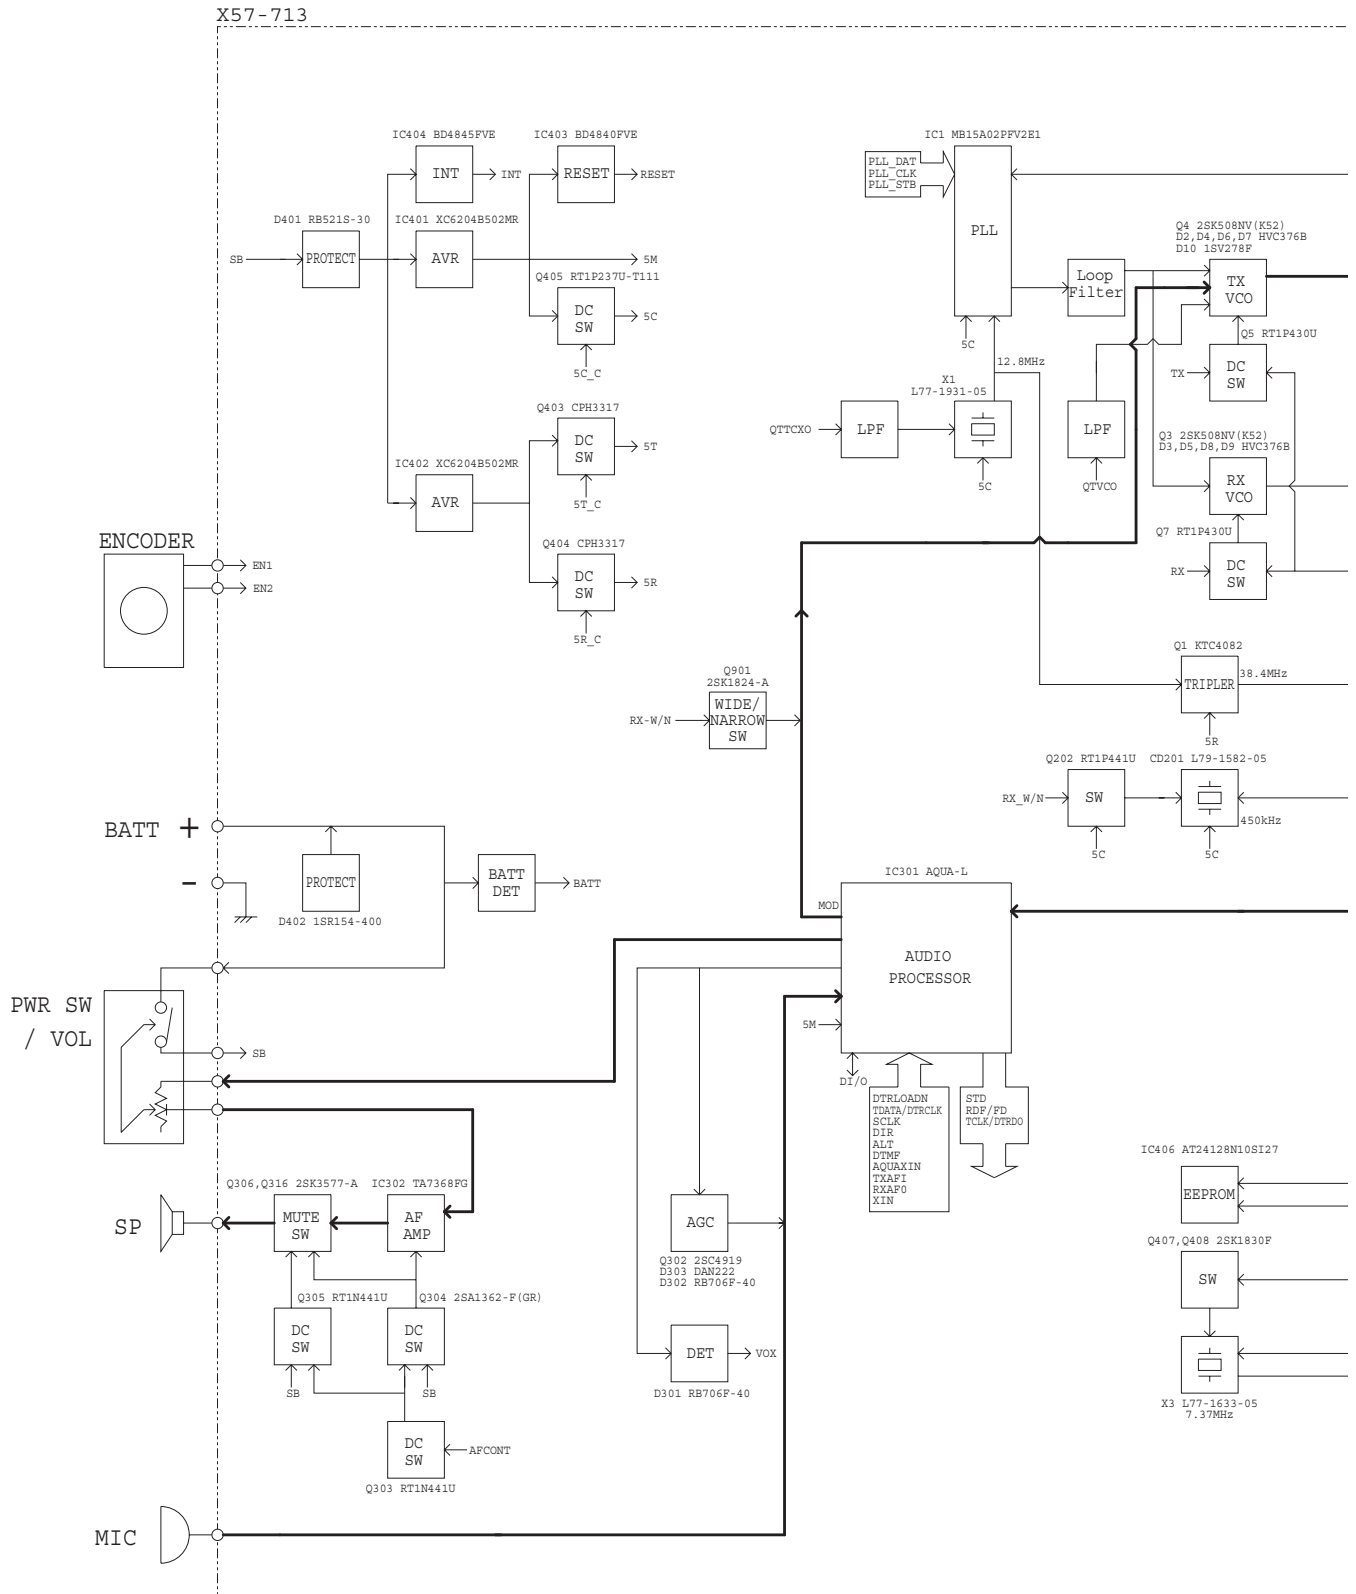 X57-713
IC404 BD4845FVE
INT
INT
IC403 BD4840FVE
RESET
RESET
D401 RB521S-30
SB
PROTECT
IC401 XC6204B502MR
AVR
5M
Q405 RT1P237U-T111
DC
SW
5C
5C_C
Q403 CPH3317
DC
SW
5T
5T_C
IC402 XC6204B502MR
AVR
Q404 CPH3317
DC
SW
5R
5R_C
IC1 MB15A02PFV2E1
PLL_DAT
PLL_CLK
PLL_STB
PLL
5C
12.8MHz
Loop
Filter
Q4 2SK508NV(K52)
D2,D4,D6,D7 HVC376B
D10 1SV278F
TX
VCO
Q5 RT1P430U
TX
DC
SW
X1
L77-1931-05
QTTCXO
LPF
5C
LPF
QTVCO
Q3 2SK508NV(K52)
D3,D5,D8,D9 HVC376B
RX
VCO
Q7 RT1P430U
RX
DC
SW
ENCODER
EN1
EN2
Q901
2SK1824-A
RX-W/N
WIDE/
NARROW
SW
Q1 KTC4082
TRIPLER
38.4MHz
5R
Q202 RT1P441U
RX_W/N
SW
5C
CD201 L79-1582-05
450kHz
5C
BATT +
-
PROTECT
D402 1SR154-400
BATT
DET
BATT
IC301 AQUA-L
MOD
AUDIO
PROCESSOR
5M
DI/O
DTRLOADN
TDATA/DTRCLK
SCLK
DIR
ALT
DTMF
AQUAXIN
TXAFI
RXAFO
XIN
STD
RDF/FD
TCLK/DTRDO
PWR SW
/ VOL
SB
SP
Q306,Q316 2SK3577-A
MUTE
SW
IC302 TA7368FG
AF
AMP
Q305 RT1N441U
DC
SW
SB
Q304 2SA1362-F(GR)
DC
SW
SB
DC
SW
AFCONT
Q303 RT1N441U
AGC
Q302 2SC4919
D303 DAN222
D302 RB706F-40
DET
VOX
D301 RB706F-40
IC406 AT24128N10SI27
EEPROM
Q407,Q408 2SK1830F
SW
X3 L77-1633-05
7.37MHz
MIC